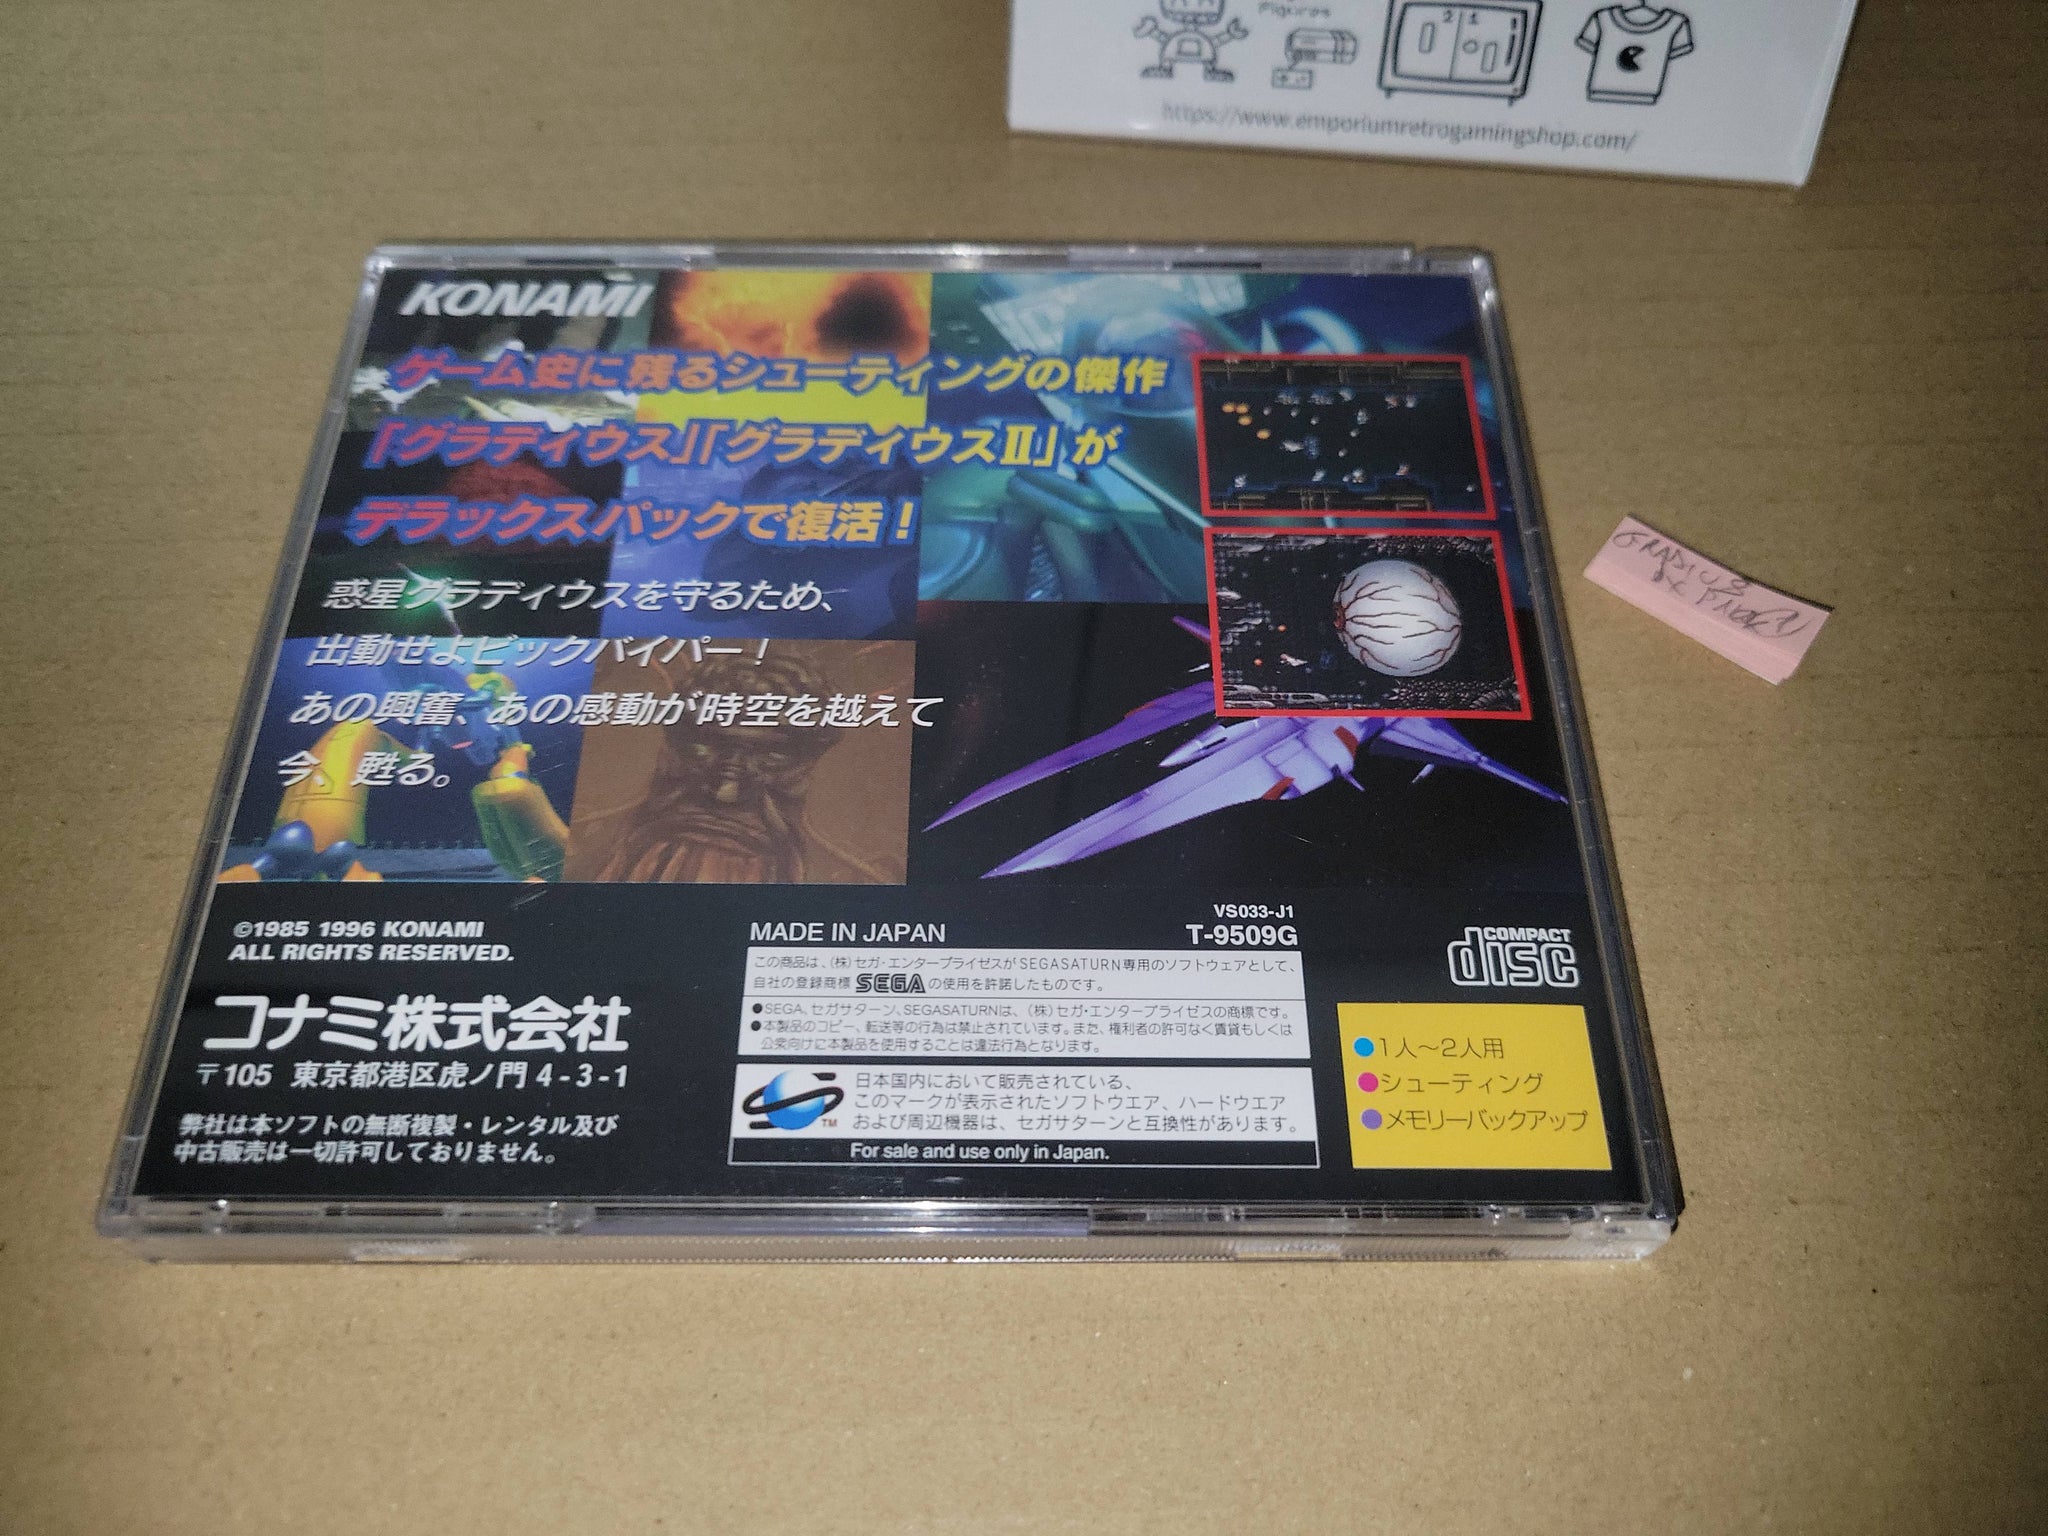 Figures
https://www.emporiumretrogamingshop.com/
KONAMI
ゲーム史に残るシューティングの傑作
「グラディウス」「グラディウスII」が
デラックスパックで復活！
惑星グラディウスを守るため、
出動せよビックバイパー！
あの興奮、あの感動が時空を越えて
今、甦る。
GRADIUS
©1985 1996 KONAMI
ALL RIGHTS RESERVED.
コナミ株式会社
〒105 東京都港区虎ノ門4-3-1
弊社は本ソフトの無断複製・レンタル及び
中古販売は一切許可しておりません。
MADE IN JAPAN
VS033-J1
T-9509G
この商品は、(株)セガ・エンタープライゼスがSEGASATURN専用のソフトウェアとして、
自社の登録商標 SEGA の使用を許諾したものです。
●SEGA、セガサターン、SEGASATURNは、(株)セガ・エンタープライゼスの商標です。
●本製品のコピー、転送等の行為は禁止されています。また、権利者の許可なく賃貸もしくは
公衆向けに本製品を使用することは違法行為となります。
TM
日本国内において販売されている、
このマークが表示されたソフトウエア、ハードウエア
および周辺機器は、セガサターンと互換性があります。
For sale and use only in Japan.
COMPACT
disc
●1人〜2人用
●シューティング
●メモリーバックアップ